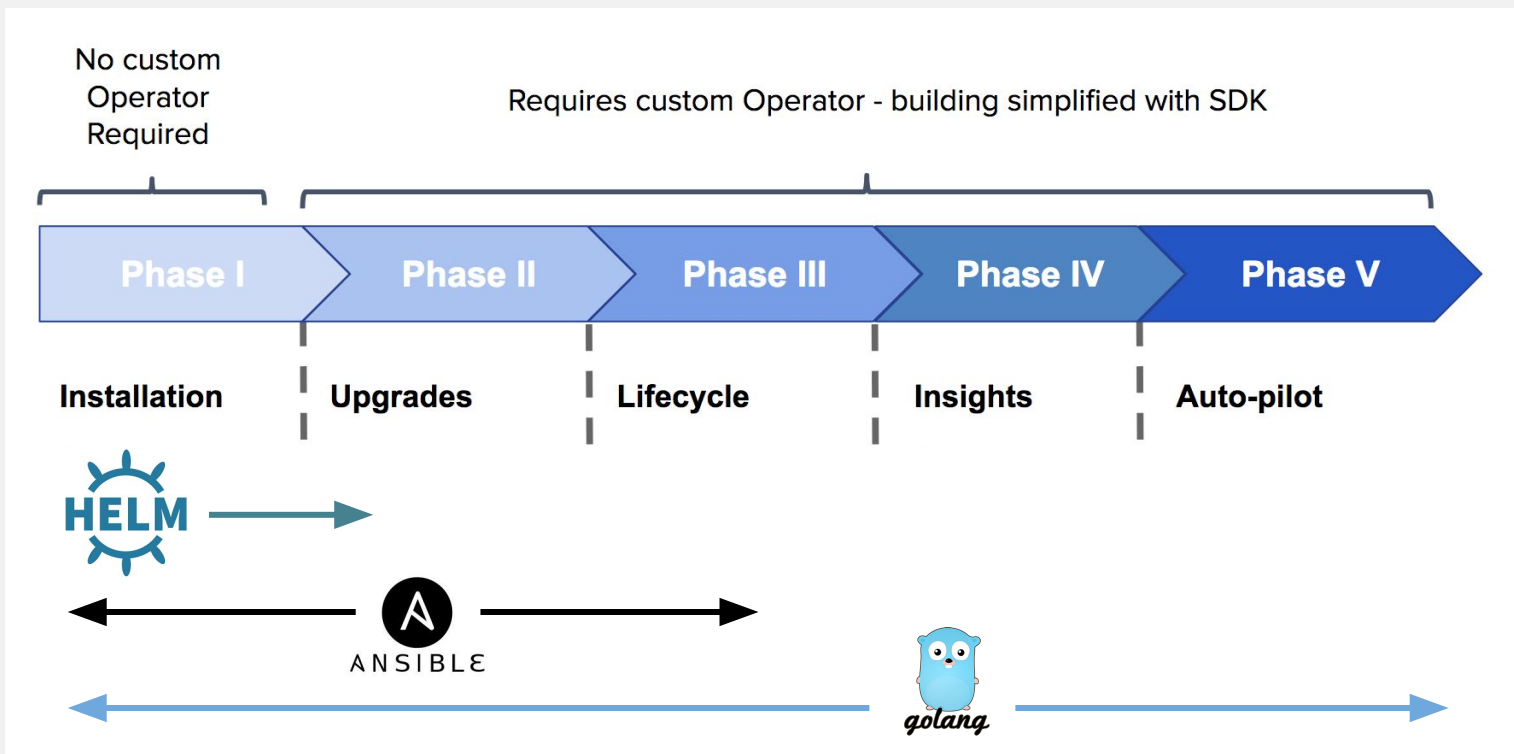 No custom
Operator
Required
Requires custom Operator - building simplified with SDK
Phase I
Phase II
Phase III
Phase IV
Phase V
Installation
Upgrades
Lifecycle
Insights
Auto-pilot
HELM
ANSIBLE
golang